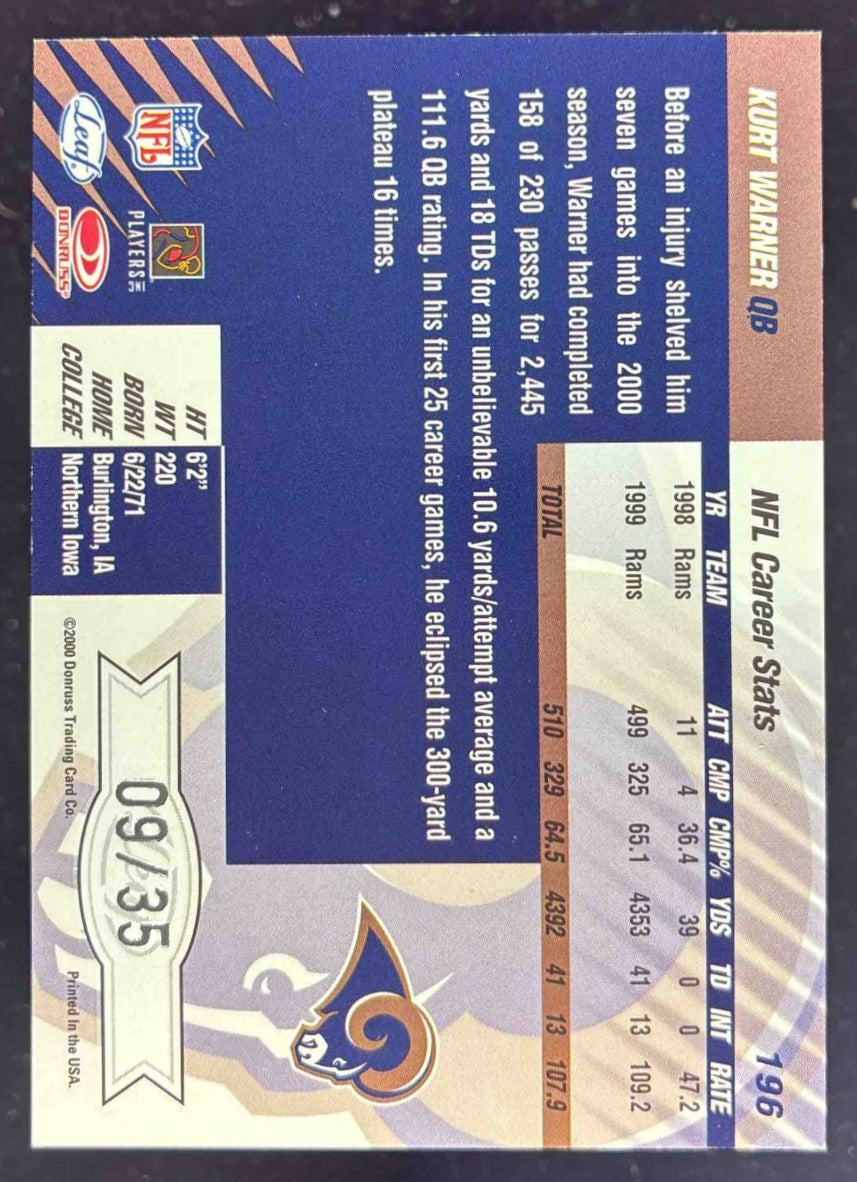 KURT WARNER QB
NFL Career Stats
196
YR TEAM ATT CMP CMP% YDS TD INT RATE
1998 Rams 11 4 36.4 39 0 0 47.2
1999 Rams 499 325 65.1 4353 41 13 109.2
TOTAL 510 329 64.5 4392 41 13 107.9
Before an injury shelved him
seven games into the 2000
season, Warner had completed
158 of 230 passes for 2,445
yards and 18 TDs for an unbelievable 10.6 yards/attempt average and a
111.6 QB rating. In his first 25 career games, he eclipsed the 300-yard
plateau 16 times.
NFL
PLAYERS INC
Leaf
DONRUSS
HT 6'2"
WT 220
BORN 6/22/71
HOME Burlington, IA
COLLEGE Northern Iowa
09/35
©2000 Donruss Trading Card Co.
Printed In the USA.